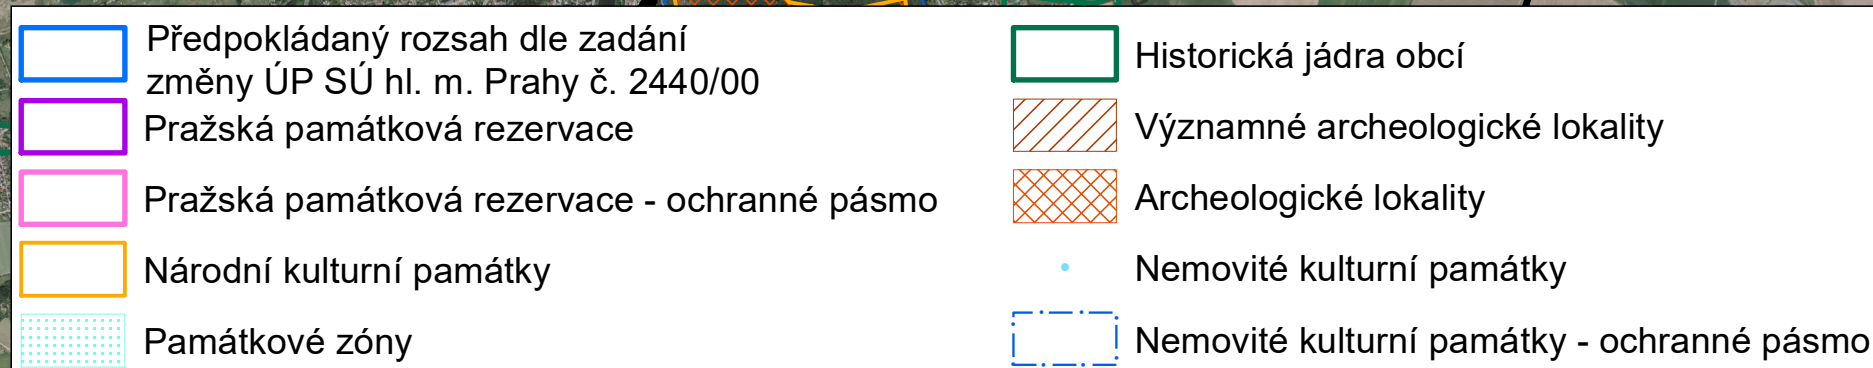 Předpokládaný rozsah dle zadání
změny ÚP SÚ hl. m. Prahy č. 2440/00
Pražská památková rezervace
Pražská památková rezervace - ochranné pásmo
Národní kulturní památky
Památkové zóny
Historická jádra obcí
Významné archeologické lokality
Archeologické lokality
Nemovité kulturní památky
Nemovité kulturní památky - ochranné pásmo